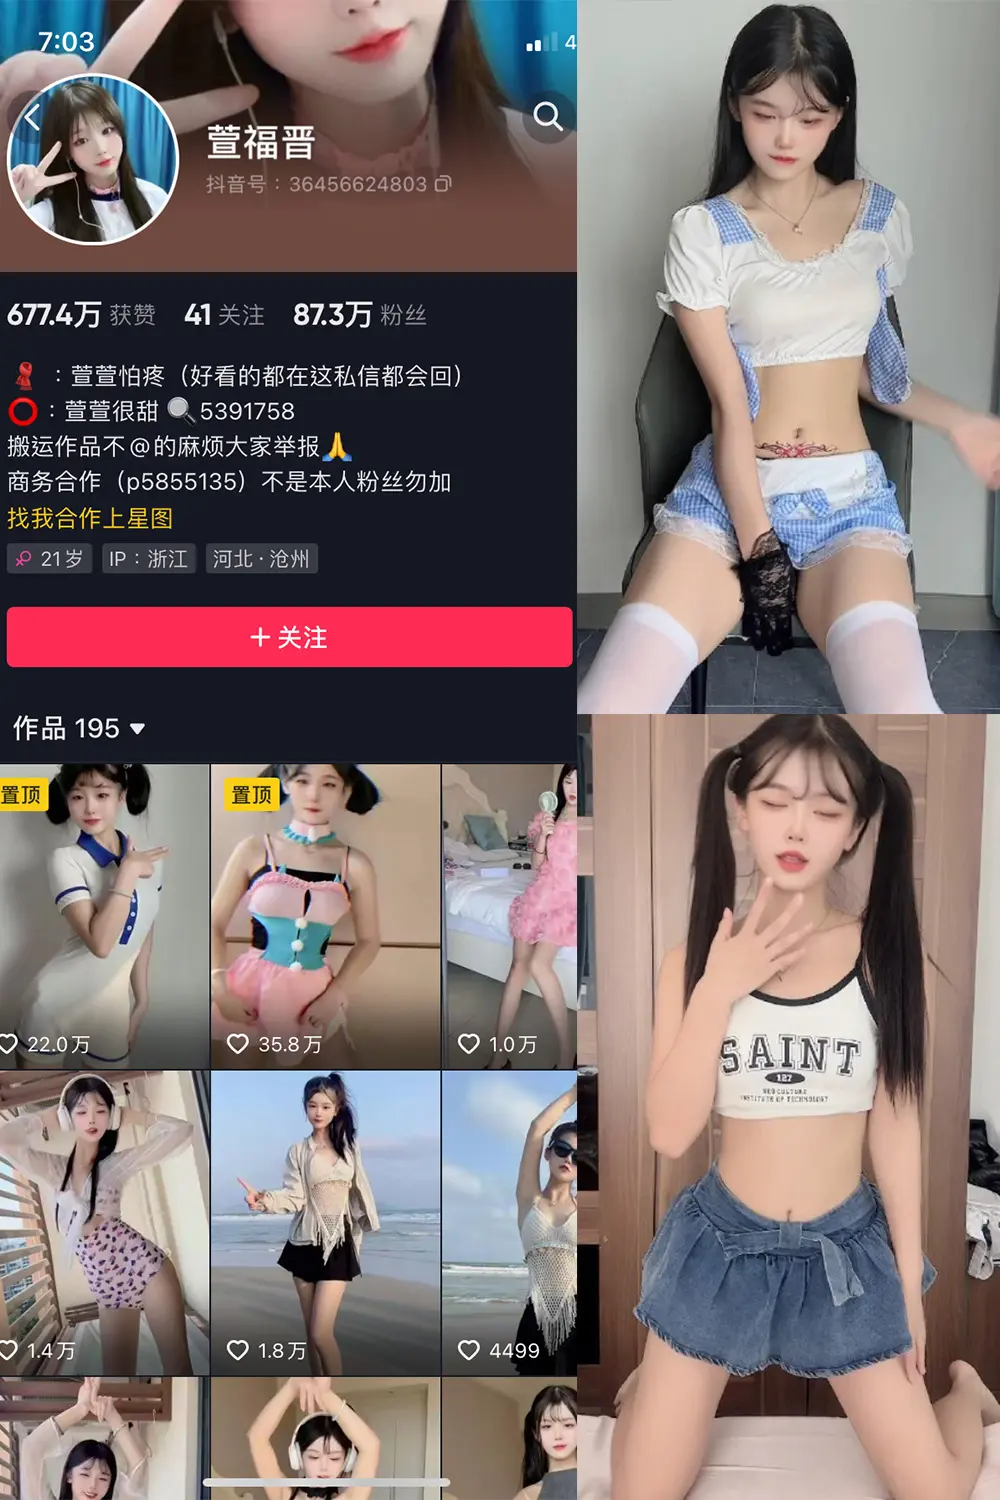 7:03
4
萱福晋
抖音号：36456624803
677.4万 获赞 41 关注 87.3万 粉丝
：萱萱怕疼（好看的都在这私信都会回）
：萱萱很甜 🔍5391758
搬运作品不@的麻烦大家举报🙏
商务合作（p5855135）不是本人粉丝勿加
找我合作上星图
21岁 IP：浙江 河北·沧州
＋关注
作品 195
置顶 置顶
22.0万 35.8万 1.0万
1.4万 1.8万 4499
SAINT
127
NEO CULTURE
INSTITUTE OF TECHNOLOGY